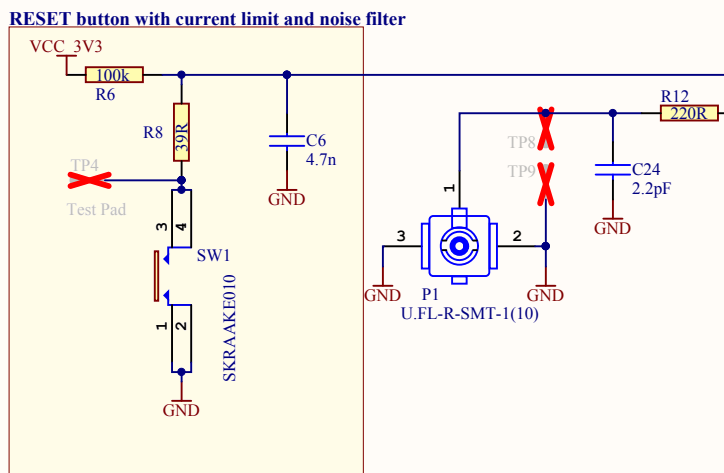 RESET button with current limit and noise filter
VCC_3V3
100k
R6
R8
39R
C6
4.7n
GND
TP4
Test Pad
3
4
SW1
SKRAAKE010
1
2
GND
R12
220R
TP8
TP9
C24
2.2pF
GND
1
3
2
GND
P1
GND
U.FL-R-SMT-1(10)